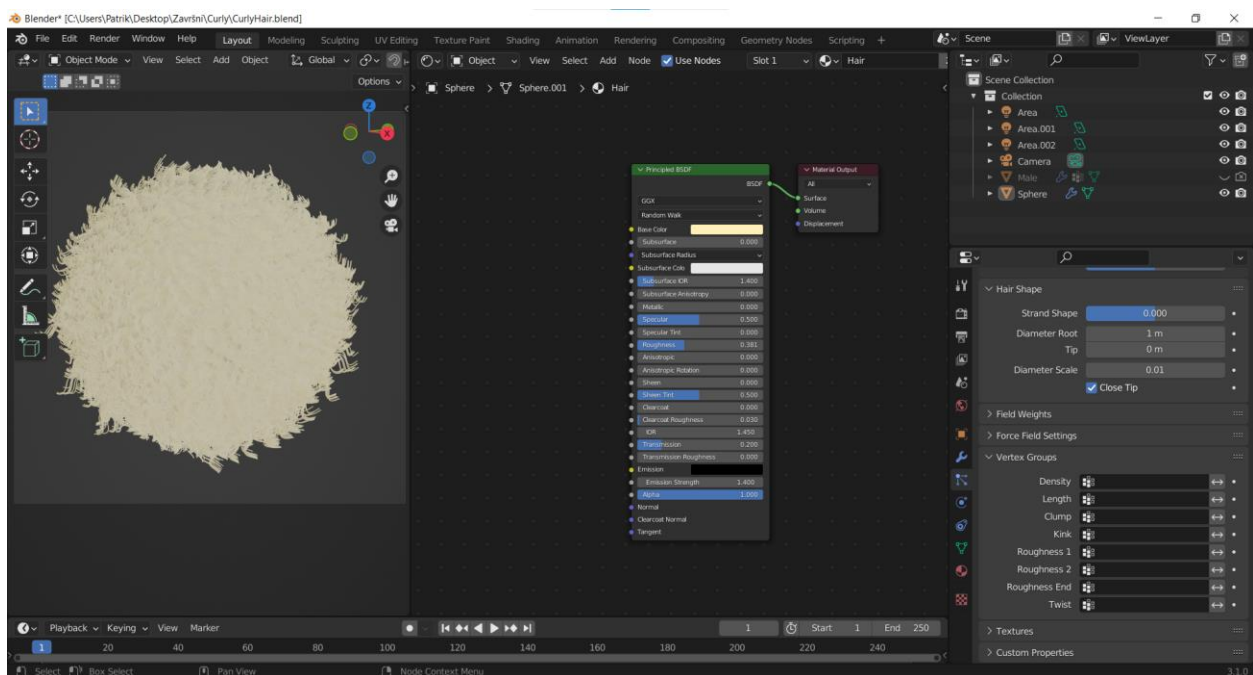 Blender* [C:\Users\Patrik\Desktop\Završni\Curly\CurlyHair.blend]
File Edit Render Window Help Layout Modeling Sculpting UV Editing Texture Paint Shading Animation Rendering Compositing Geometry Nodes Scripting + Scene ViewLayer
Object Mode View Select Add Object Global Object View Select Add Node Use Nodes Slot 1 Hair
Options
Sphere > Sphere.001 > Hair
Z
X
Principled BSDF
BSDF
GGX
Random Walk
Base Color
Subsurface 0.000
Subsurface Radius
Subsurface Colo
Subsurface IOR 1.400
Subsurface Anisotropy 0.000
Metallic 0.000
Specular 0.500
Specular Tint 0.000
Roughness 0.381
Anisotropic 0.000
Anisotropic Rotation 0.000
Sheen 0.000
Sheen Tint 0.500
Clearcoat 0.000
Clearcoat Roughness 0.030
IOR 1.450
Transmission 0.200
Transmission Roughness 0.000
Emission
Emission Strength 1.400
Alpha 1.000
Normal
Clearcoat Normal
Tangent
Material Output
All
Surface
Volume
Displacement
Scene Collection
Collection
Area
Area.001
Area.002
Camera
Male
Sphere
Hair Shape
Strand Shape 0.000
Diameter Root 1 m
Tip 0 m
Diameter Scale 0.01
Close Tip
Field Weights
Force Field Settings
Vertex Groups
Density
Length
Clump
Kink
Roughness 1
Roughness 2
Roughness End
Twist
Textures
Custom Properties
Playback Keying View Marker 1 Start 1 End 250
1 20 40 60 80 100 120 140 160 180 200 220 240
Select Box Select Pan View Node Context Menu 3.1.0